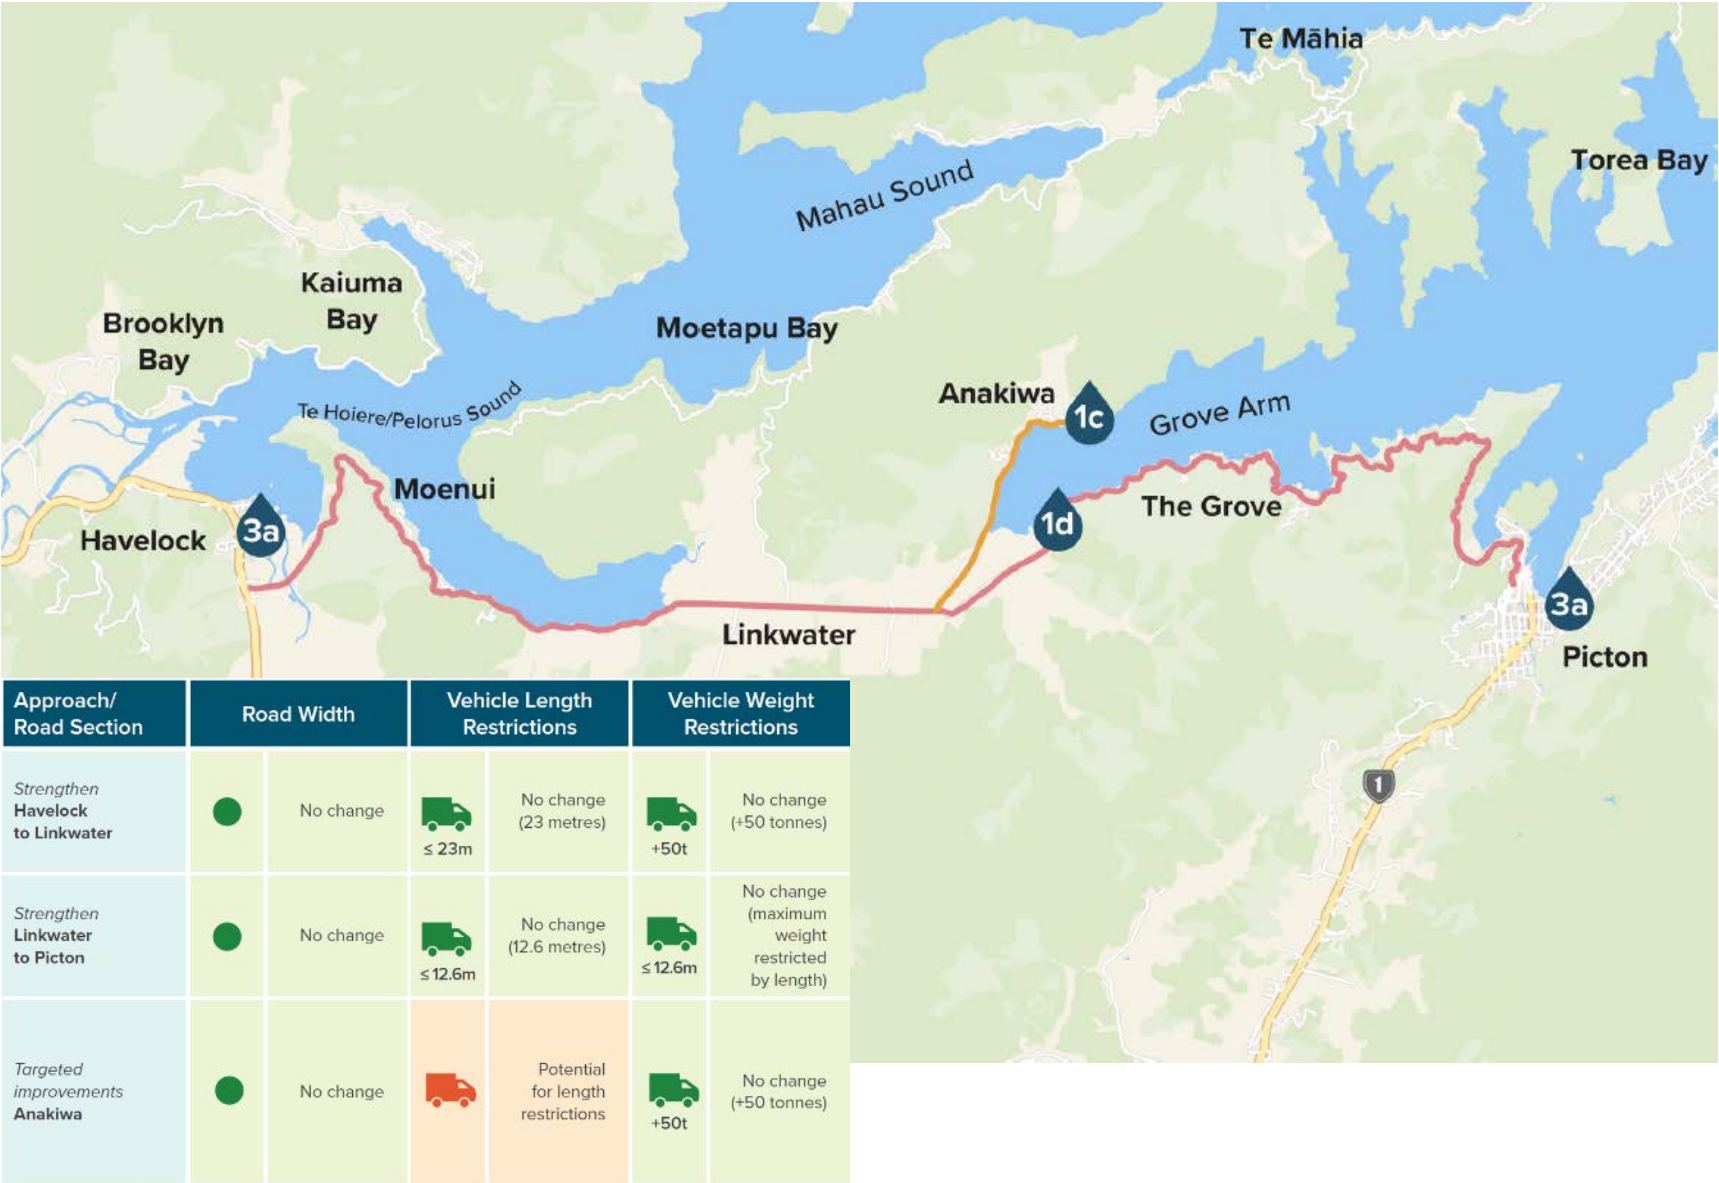 Te Māhia
Torea Bay
Mahau Sound
Kaiuma
Bay
Brooklyn
Bay
Moetapu Bay
Te Hoiere/Pelorus Sound
Anakiwa
1c
Grove Arm
Moenui
The Grove
Havelock
3a
1d
Linkwater
3a
Picton
1
Approach/
Road Section
Road Width
Vehicle Length
Restrictions
Vehicle Weight
Restrictions
Strengthen
Havelock
to Linkwater
No change
≤ 23m
No change
(23 metres)
+50t
No change
(+50 tonnes)
Strengthen
Linkwater
to Picton
No change
≤ 12.6m
No change
(12.6 metres)
≤ 12.6m
No change
(maximum
weight
restricted
by length)
Targeted
improvements
Anakiwa
No change
Potential
for length
restrictions
+50t
No change
(+50 tonnes)